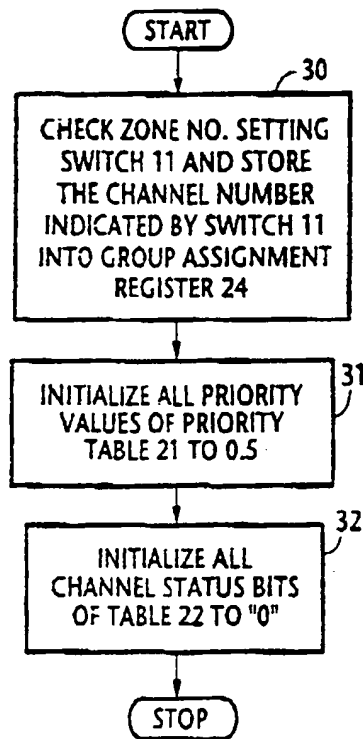 START
30
CHECK ZONE NO. SETTING
SWITCH 11 AND STORE
THE CHANNEL NUMBER
INDICATED BY SWITCH 11
INTO GROUP ASSIGNMENT
REGISTER 24
31
INITIALIZE ALL PRIORITY
VALUES OF PRIORITY
TABLE 21 TO 0.5
32
INITIALIZE ALL
CHANNEL STATUS BITS
OF TABLE 22 TO "0"
STOP